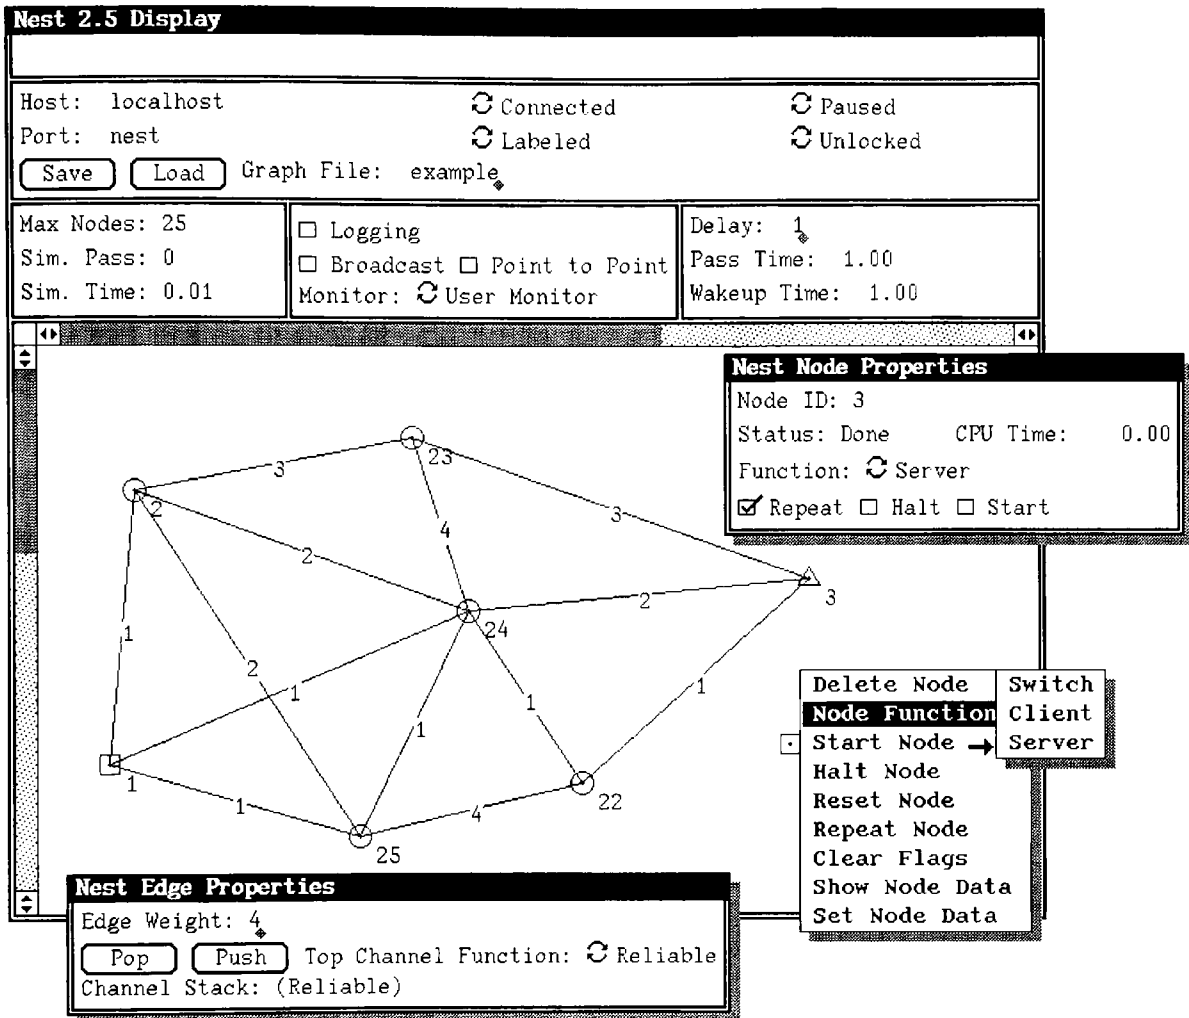 Nest 2.5 Display
Host: localhost
Connected
Paused
Port: nest
Labeled
Unlocked
Save Load Graph File: example
Max Nodes: 25
Sim. Pass: 0
Sim. Time: 0.01
Logging
Broadcast Point to Point
Monitor: User Monitor
Delay: 1
Pass Time: 1.00
Wakeup Time: 1.00
Nest Node Properties
Node ID: 3
Status: Done CPU Time: 0.00
Function: Server
Repeat Halt Start
23
3
2
4
3
2
2
3
24
1
2
1
1
1
1
1
1
22
4
25
Delete Node
Node Function
Start Node
Halt Node
Reset Node
Repeat Node
Clear Flags
Show Node Data
Set Node Data
Switch
Client
Server
Nest Edge Properties
Edge Weight: 4
Pop Push Top Channel Function: Reliable
Channel Stack: (Reliable)